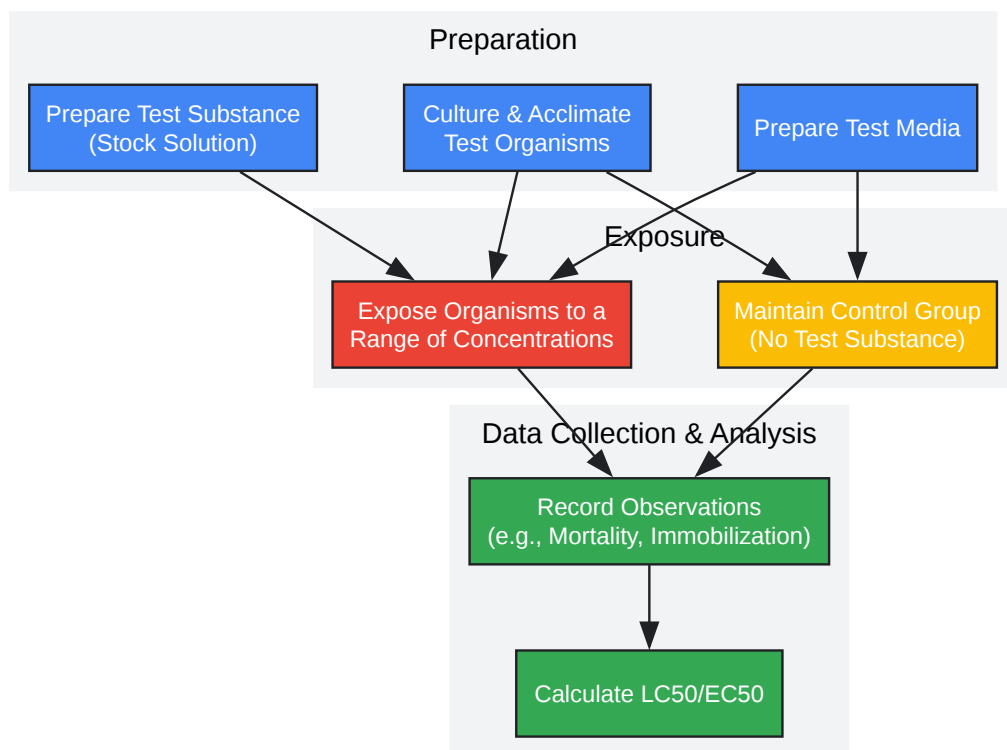 Preparation
Prepare Test Substance
(Stock Solution)
Culture & Acclimate
Test Organisms
Prepare Test Media
Exposure
Expose Organisms to a
Range of Concentrations
Maintain Control Group
(No Test Substance)
Data Collection & Analysis
Record Observations
(e.g., Mortality, Immobilization)
Calculate LC50/EC50